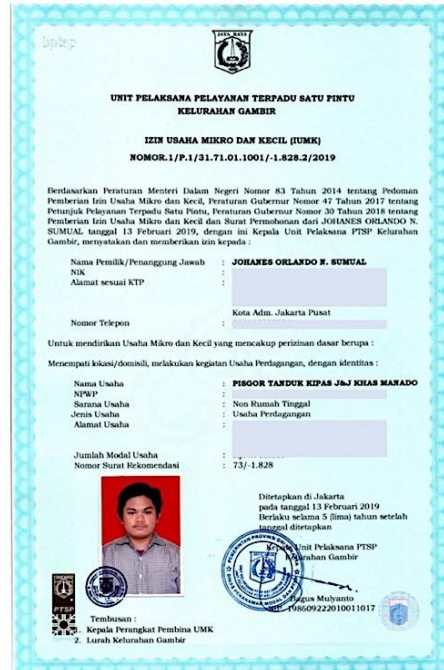 JAYA RAYA
UNIT PELAKSANA PELAYANAN TERPADU SATU PINTU
KELURAHAN GAMBIR
IZIN USAHA MIKRO DAN KECIL (IUMK)
NOMOR.1/P.1/31.71.01.1001/-1.828.2/2019
Berdasarkan Peraturan Menteri Dalam Negeri Nomor 83 Tahun 2014 tentang Pedoman
Pemberian Izin Usaha Mikro dan Kecil, Peraturan Gubernur Nomor 47 Tahun 2017 tentang
Petunjuk Pelayanan Terpadu Satu Pintu, Peraturan Gubernur Nomor 30 Tahun 2018 tentang
Pemberian Izin Usaha Mikro dan Kecil dan Surat Permohonan dari JOHANES ORLANDO N.
SUMUAL tanggal 13 Februari 2019, dengan ini Kepala Unit Pelaksana PTSP Kelurahan
Gambir, menyatakan dan memberikan izin kepada :
Nama Pemilik/Penanggung Jawab : JOHANES ORLANDO N. SUMUAL
NIK :
Alamat sesuai KTP :
Kota Adm. Jakarta Pusat
Nomor Telepon :
Untuk mendirikan Usaha Mikro dan Kecil yang mencakup perizinan dasar berupa :
Menempati lokasi/domisili, melakukan kegiatan Usaha Perdagangan, dengan identitas :
Nama Usaha : PISGOR TANDUK KIPAS J&J KHAS MANADO
NPWP :
Sarana Usaha : Non Rumah Tinggal
Jenis Usaha : Usaha Perdagangan
Alamat Usaha :
Jumlah Modal Usaha :
Nomor Surat Rekomendasi : 73/-1.828
Ditetapkan di Jakarta
pada tanggal 13 Februari 2019
Berlaku selama 5 (lima) tahun setelah
tanggal ditetapkan
Kepala Unit Pelaksana PTSP
Kelurahan Gambir
Bagus Mulyanto
NIP. 198609222010011017
PTSP
Tembusan :
1. Kepala Perangkat Pembina UMK
2. Lurah Kelurahan Gambir